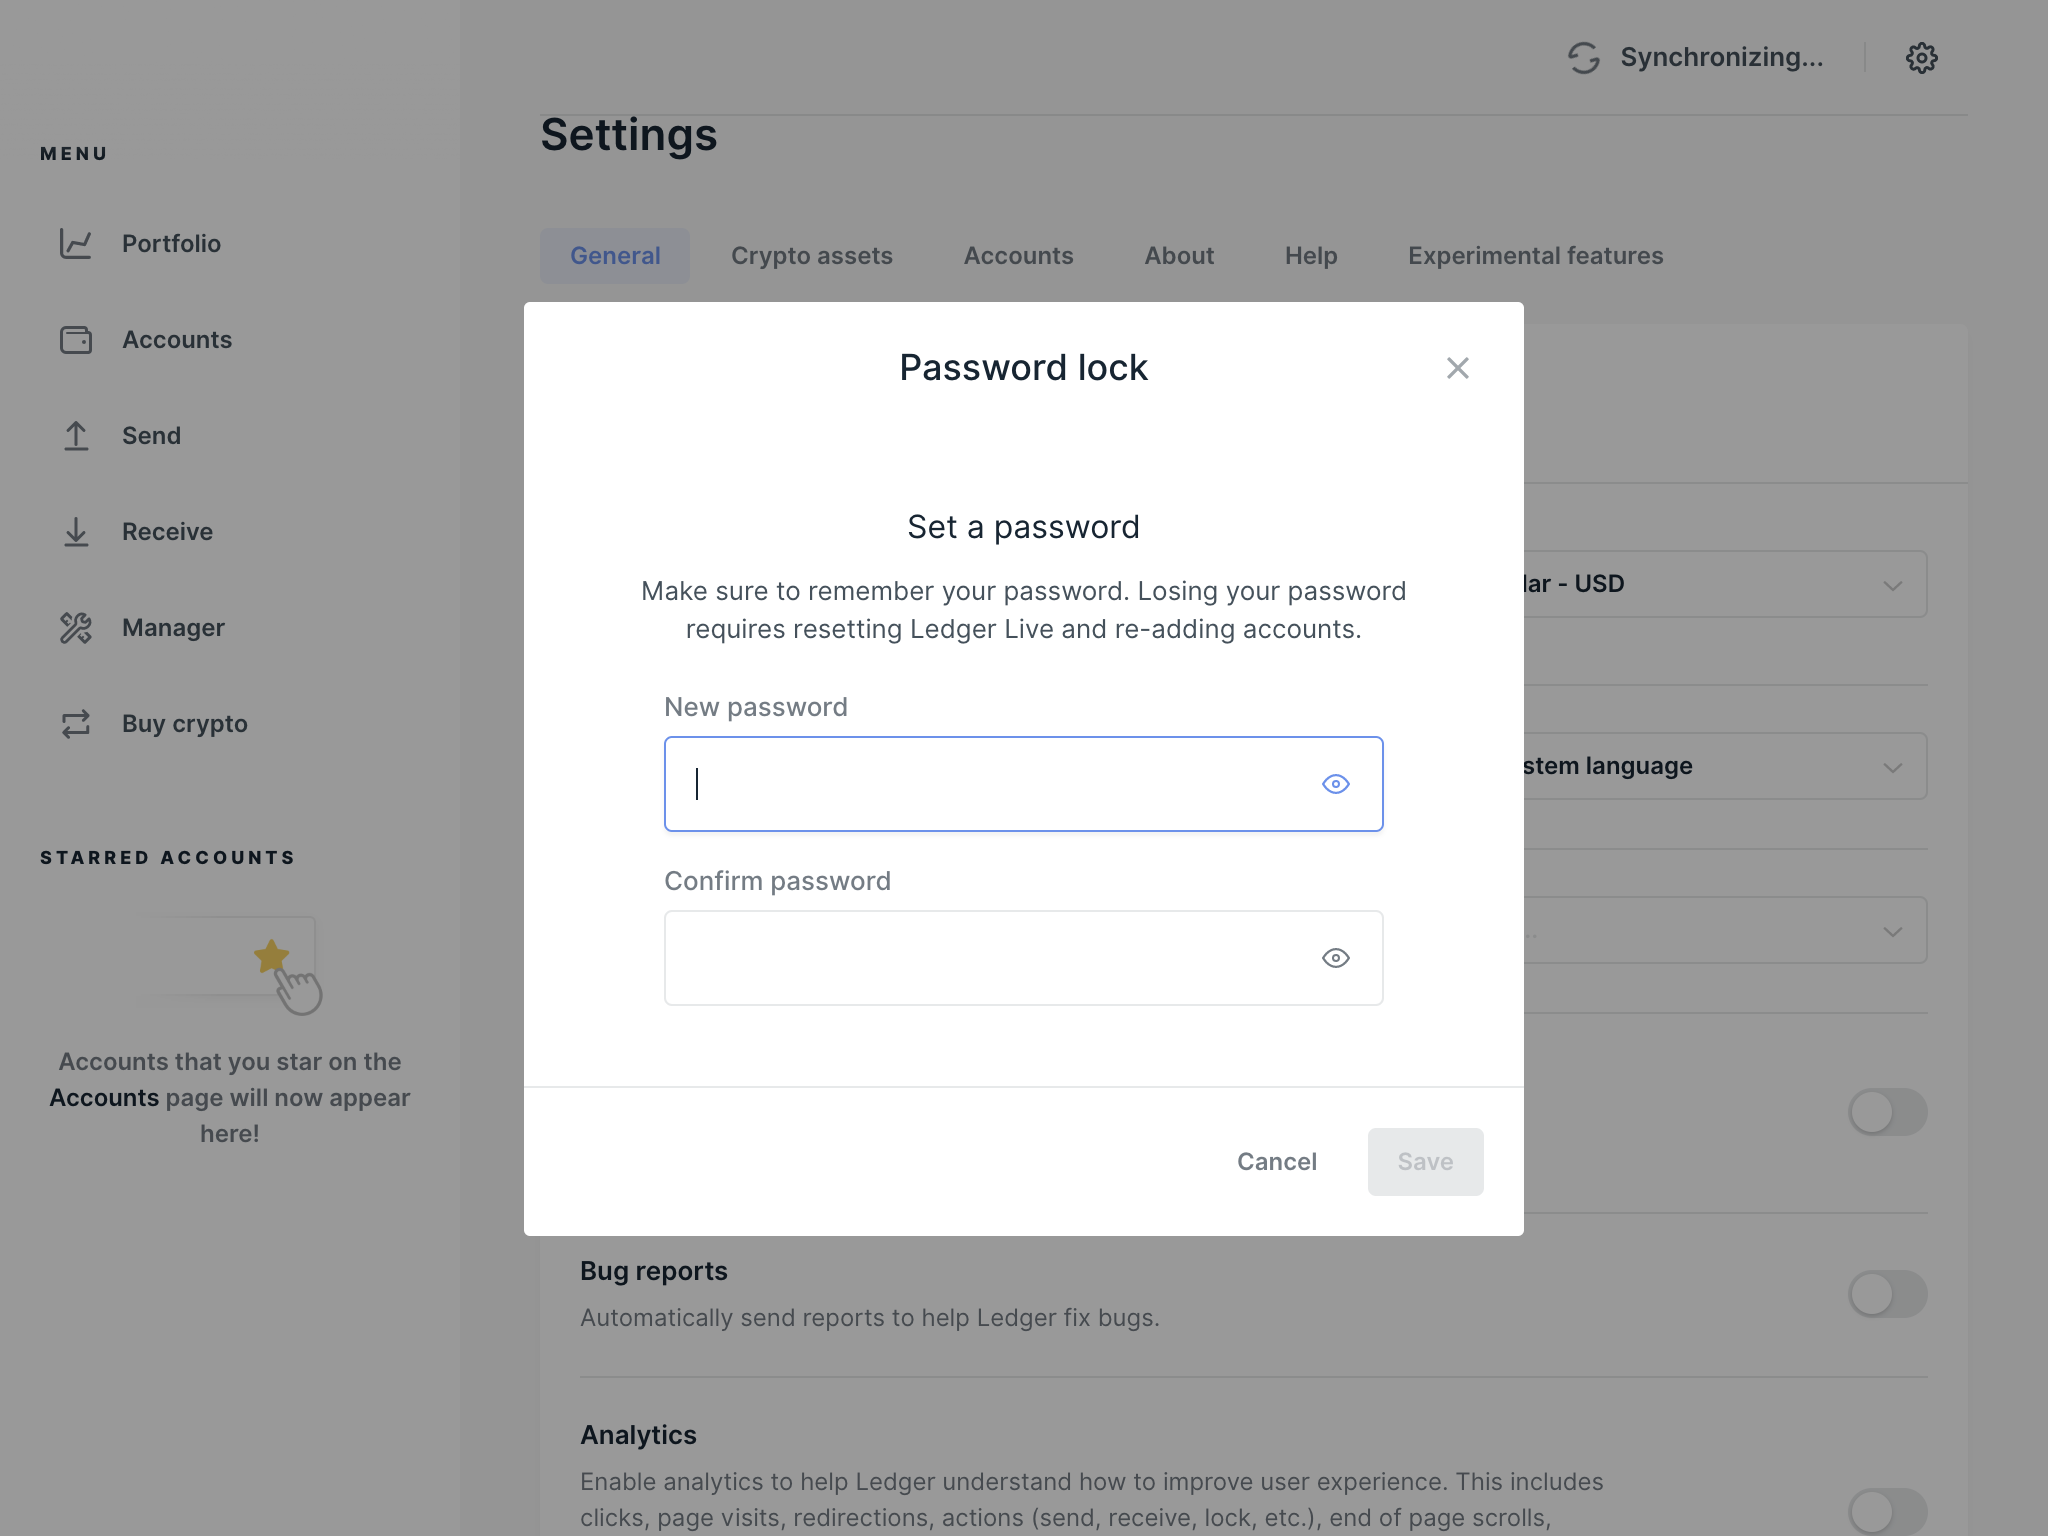 Synchronizing...
MENU
Portfolio
Accounts
Send
Receive
Manager
Buy crypto
STARRED ACCOUNTS
Accounts that you star on the
Accounts page will now appear
here!
Settings
General Crypto assets Accounts About Help Experimental features
Password lock
Set a password
Make sure to remember your password. Losing your password
requires resetting Ledger Live and re-adding accounts.
New password
Confirm password
Cancel Save
- USD
language
Bug reports
Automatically send reports to help Ledger fix bugs.
Analytics
Enable analytics to help Ledger understand how to improve user experience. This includes
clicks, page visits, redirections, actions (send, receive, lock, etc.), end of page scrolls,